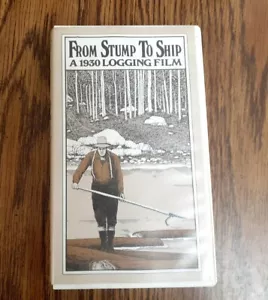 FROM STUMP TO SHIP
A 1930 LOGGING FILM